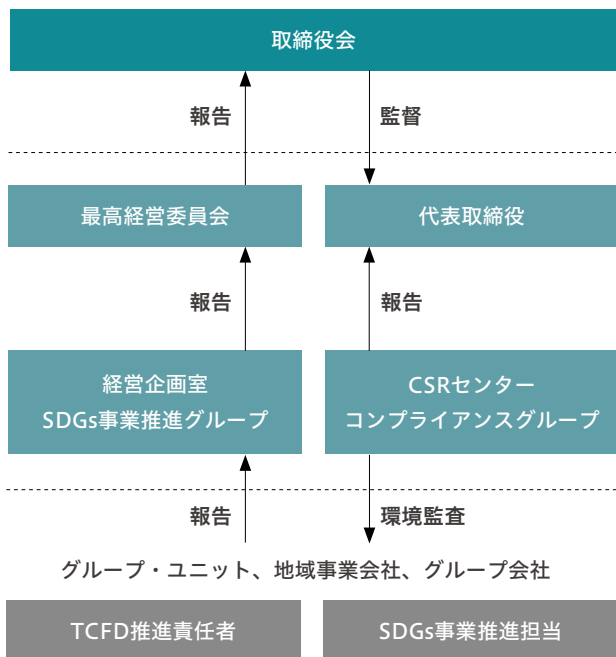 取締役会
報告
監督
最高経営委員会
代表取締役
報告
報告
経営企画室
SDGs事業推進グループ
CSRセンター
コンプライアンスグループ
報告
環境監査
グループ・ユニット、地域事業会社、グループ会社
TCFD推進責任者
SDGs事業推進担当